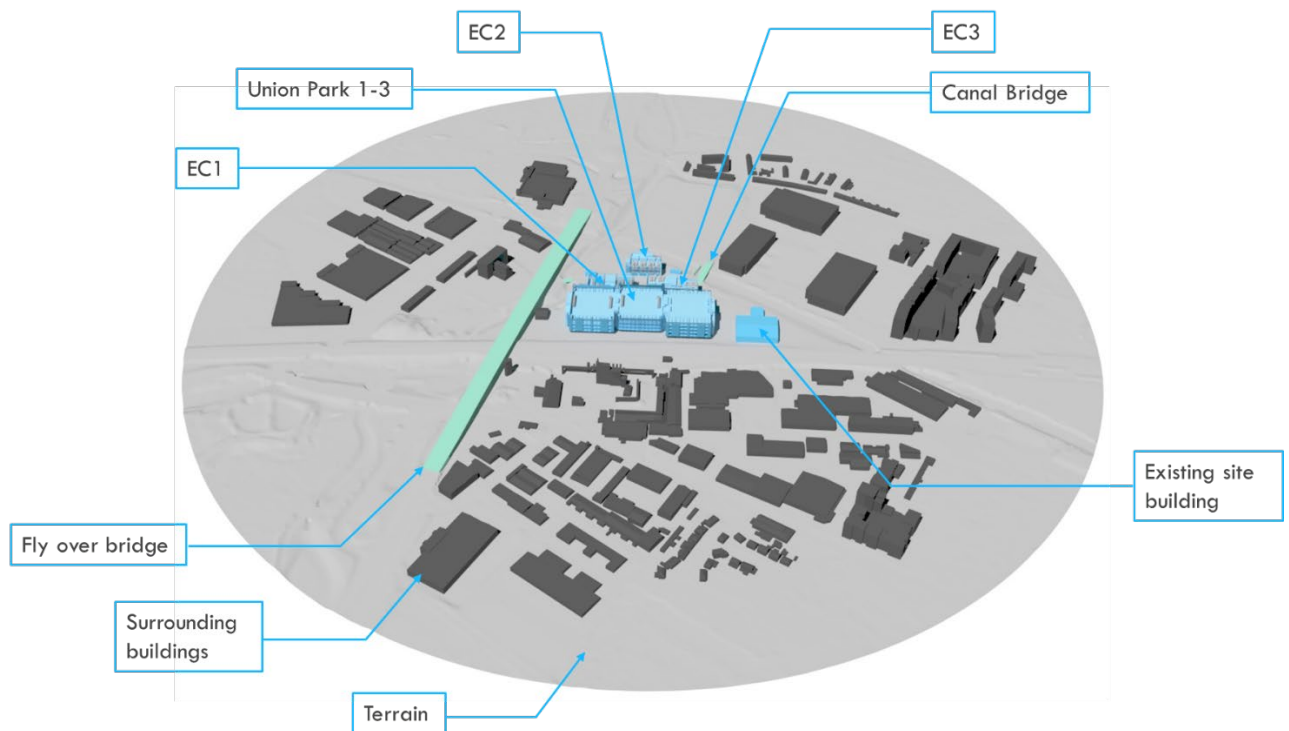 EC2
EC3
Union Park 1-3
Canal Bridge
EC1
Existing site
building
Fly over bridge
Surrounding
buildings
Terrain